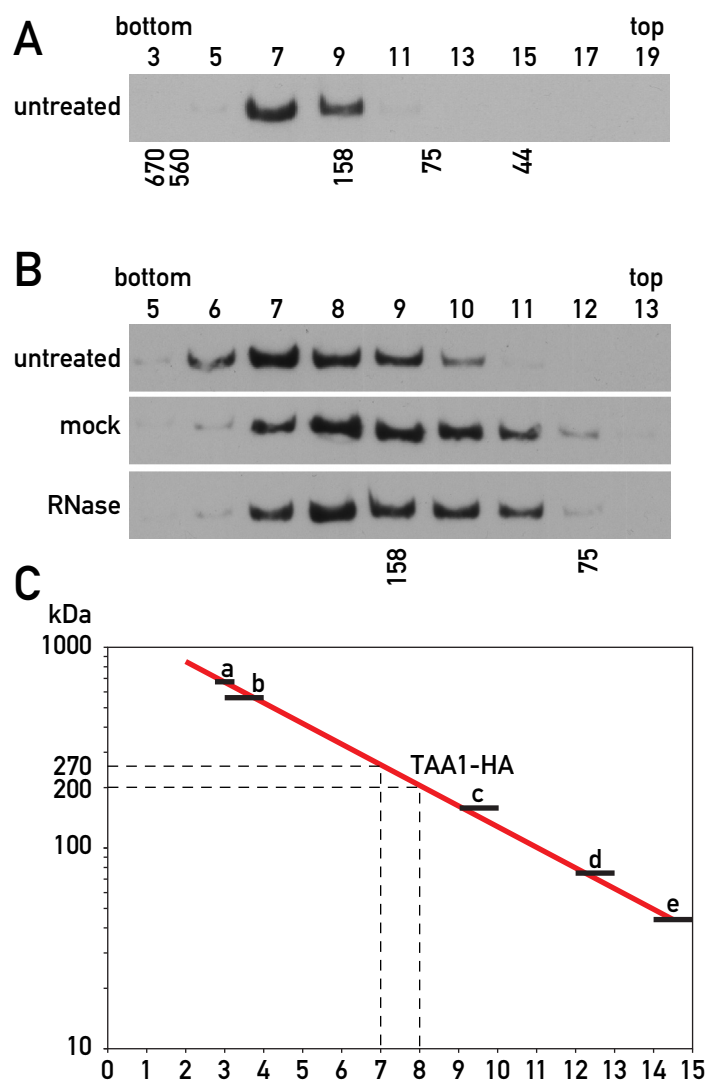 A
bottom top
3 5 7 9 11 13 15 17 19
untreated
670 560 158 75 44
B
bottom top
5 6 7 8 9 10 11 12 13
untreated
mock
RNase
158 75
C
kDa
1000
a
b
270
TAA1-HA
200
c
100
d
e
10
0 1 2 3 4 5 6 7 8 9 10 11 12 13 14 15